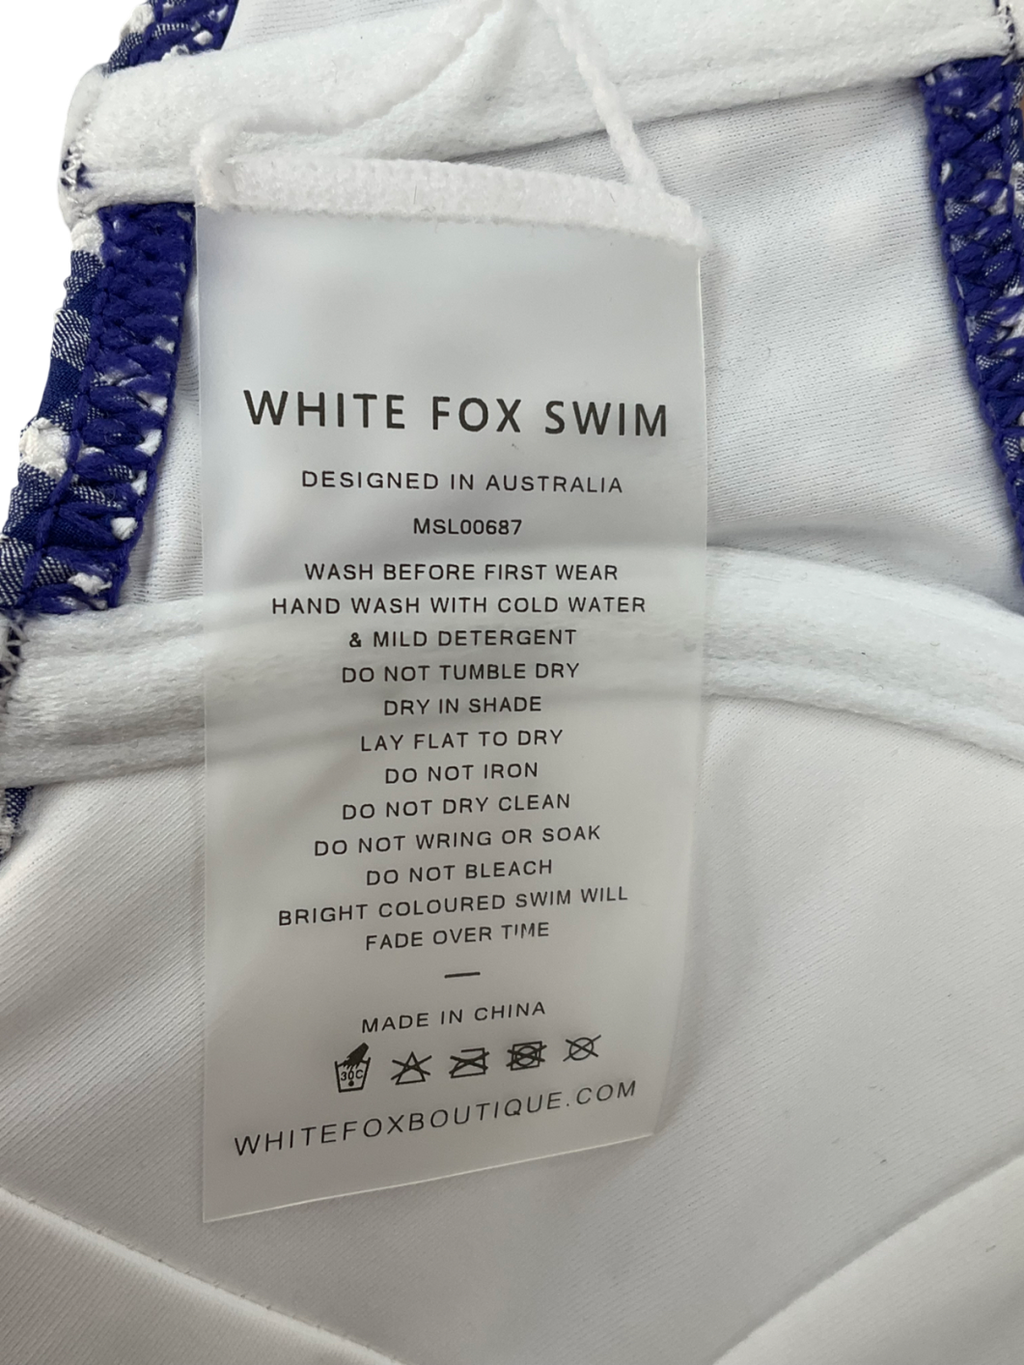 WHITE FOX SWIM
DESIGNED IN AUSTRALIA
MSL00687
WASH BEFORE FIRST WEAR
HAND WASH WITH COLD WATER
& MILD DETERGENT
DO NOT TUMBLE DRY
DRY IN SHADE
LAY FLAT TO DRY
DO NOT IRON
DO NOT DRY CLEAN
DO NOT WRING OR SOAK
DO NOT BLEACH
BRIGHT COLOURED SWIM WILL
FADE OVER TIME
—
MADE IN CHINA
30C
WHITEFOXBOUTIQUE.COM